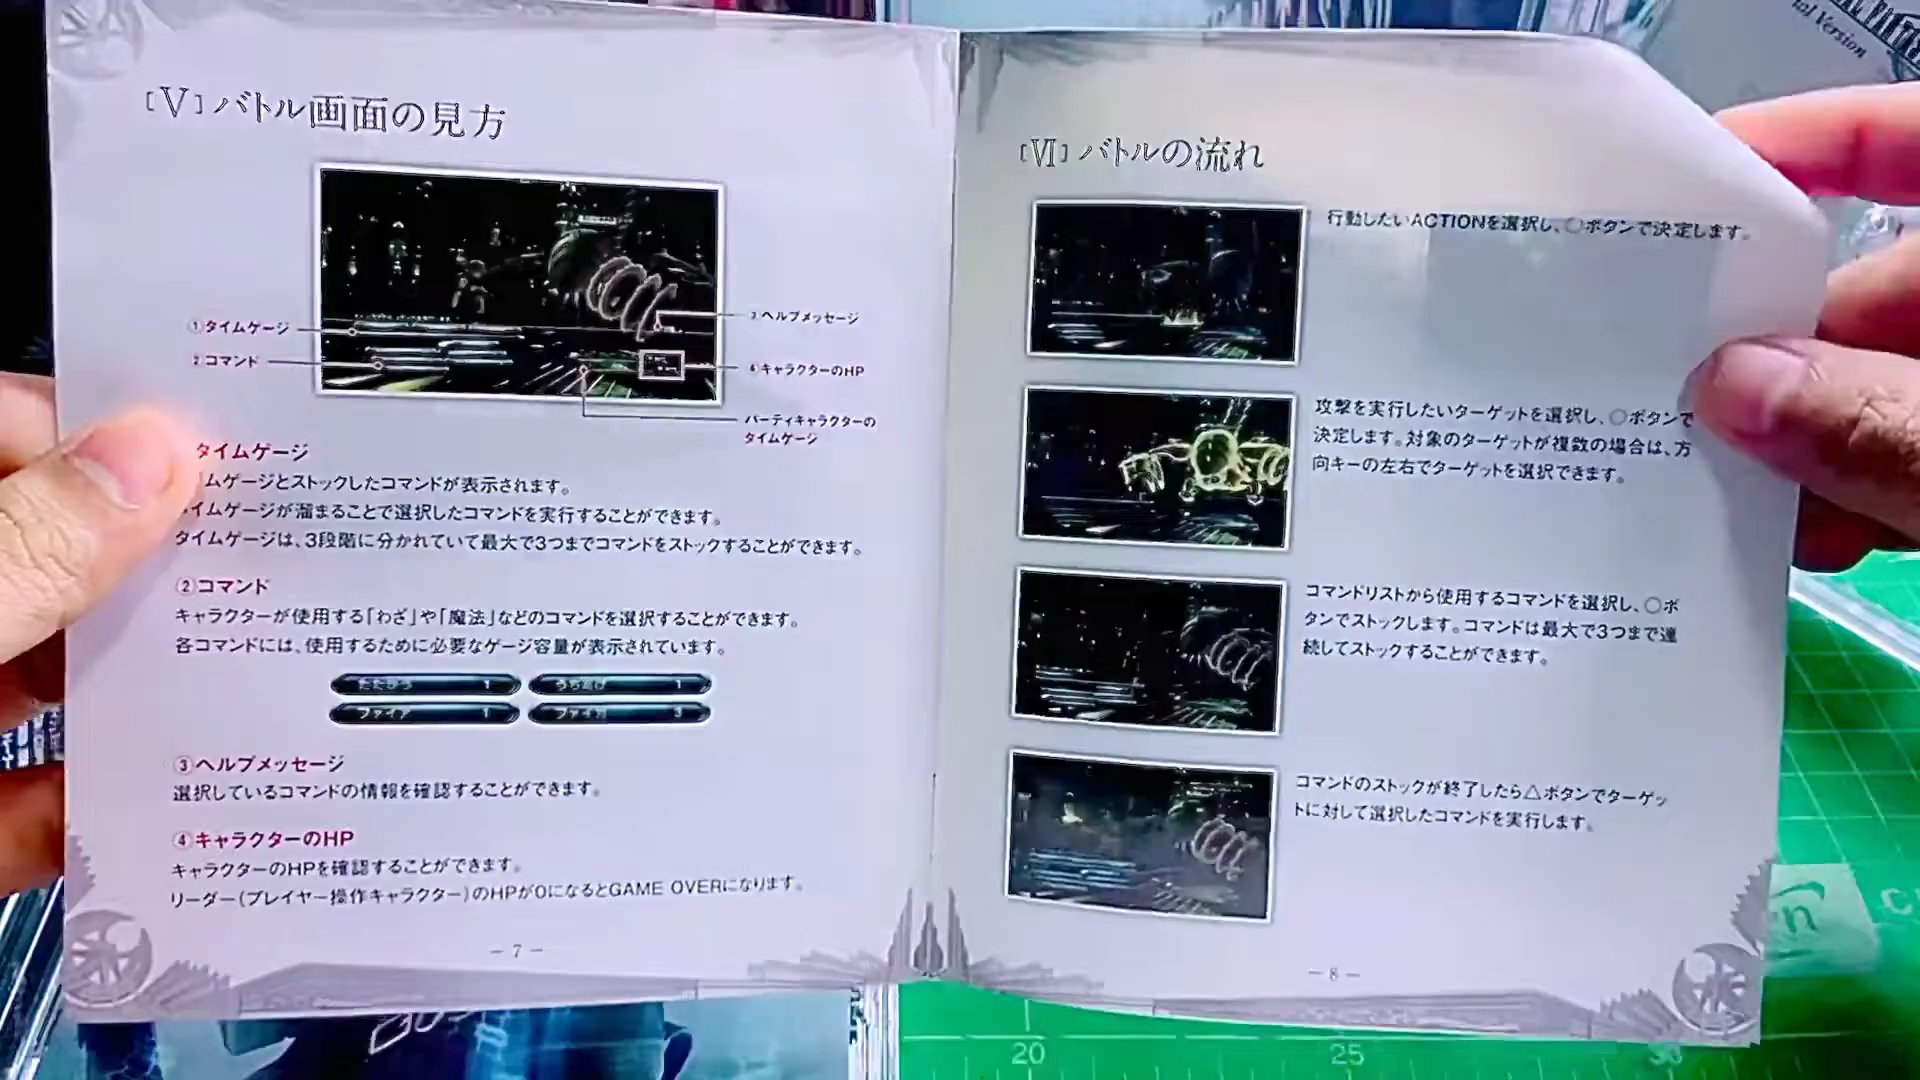 [Ⅴ] バトル画面の見方
①タイムゲージ
2 コマンド
3 ヘルプメッセージ
④キャラクターのHP
パーティキャラクターの
タイムゲージ
タイムゲージ
ムゲージとストックしたコマンドが表示されます。
イムゲージが溜まることで選択したコマンドを実行することができます。
タイムゲージは、3段階に分かれていて最大で3つまでコマンドをストックすることができます。
②コマンド
キャラクターが使用する「わざ」や「魔法」などのコマンドを選択することができます。
各コマンドには、使用するために必要なゲージ容量が表示されています。
たたかう 1
1
ファイア 1
ファイガ 3
③ヘルプメッセージ
選択しているコマンドの情報を確認することができます。
④キャラクターのHP
キャラクターのHPを確認することができます。
リーダー(プレイヤー操作キャラクター)のHPが0になるとGAME OVERになります。
— 7 —
[Ⅵ] バトルの流れ
行動したいACTIONを選択し、○ボタンで決定します。
攻撃を実行したいターゲットを選択し、○ボタンで
決定します。対象のターゲットが複数の場合は、方
向キーの左右でターゲットを選択できます。
コマンドリストから使用するコマンドを選択し、○ボ
タンでストックします。コマンドは最大で3つまで連
続してストックすることができます。
コマンドのストックが終了したら△ボタンでターゲッ
トに対して選択したコマンドを実行します。
— 8 —
Version
20
25
30